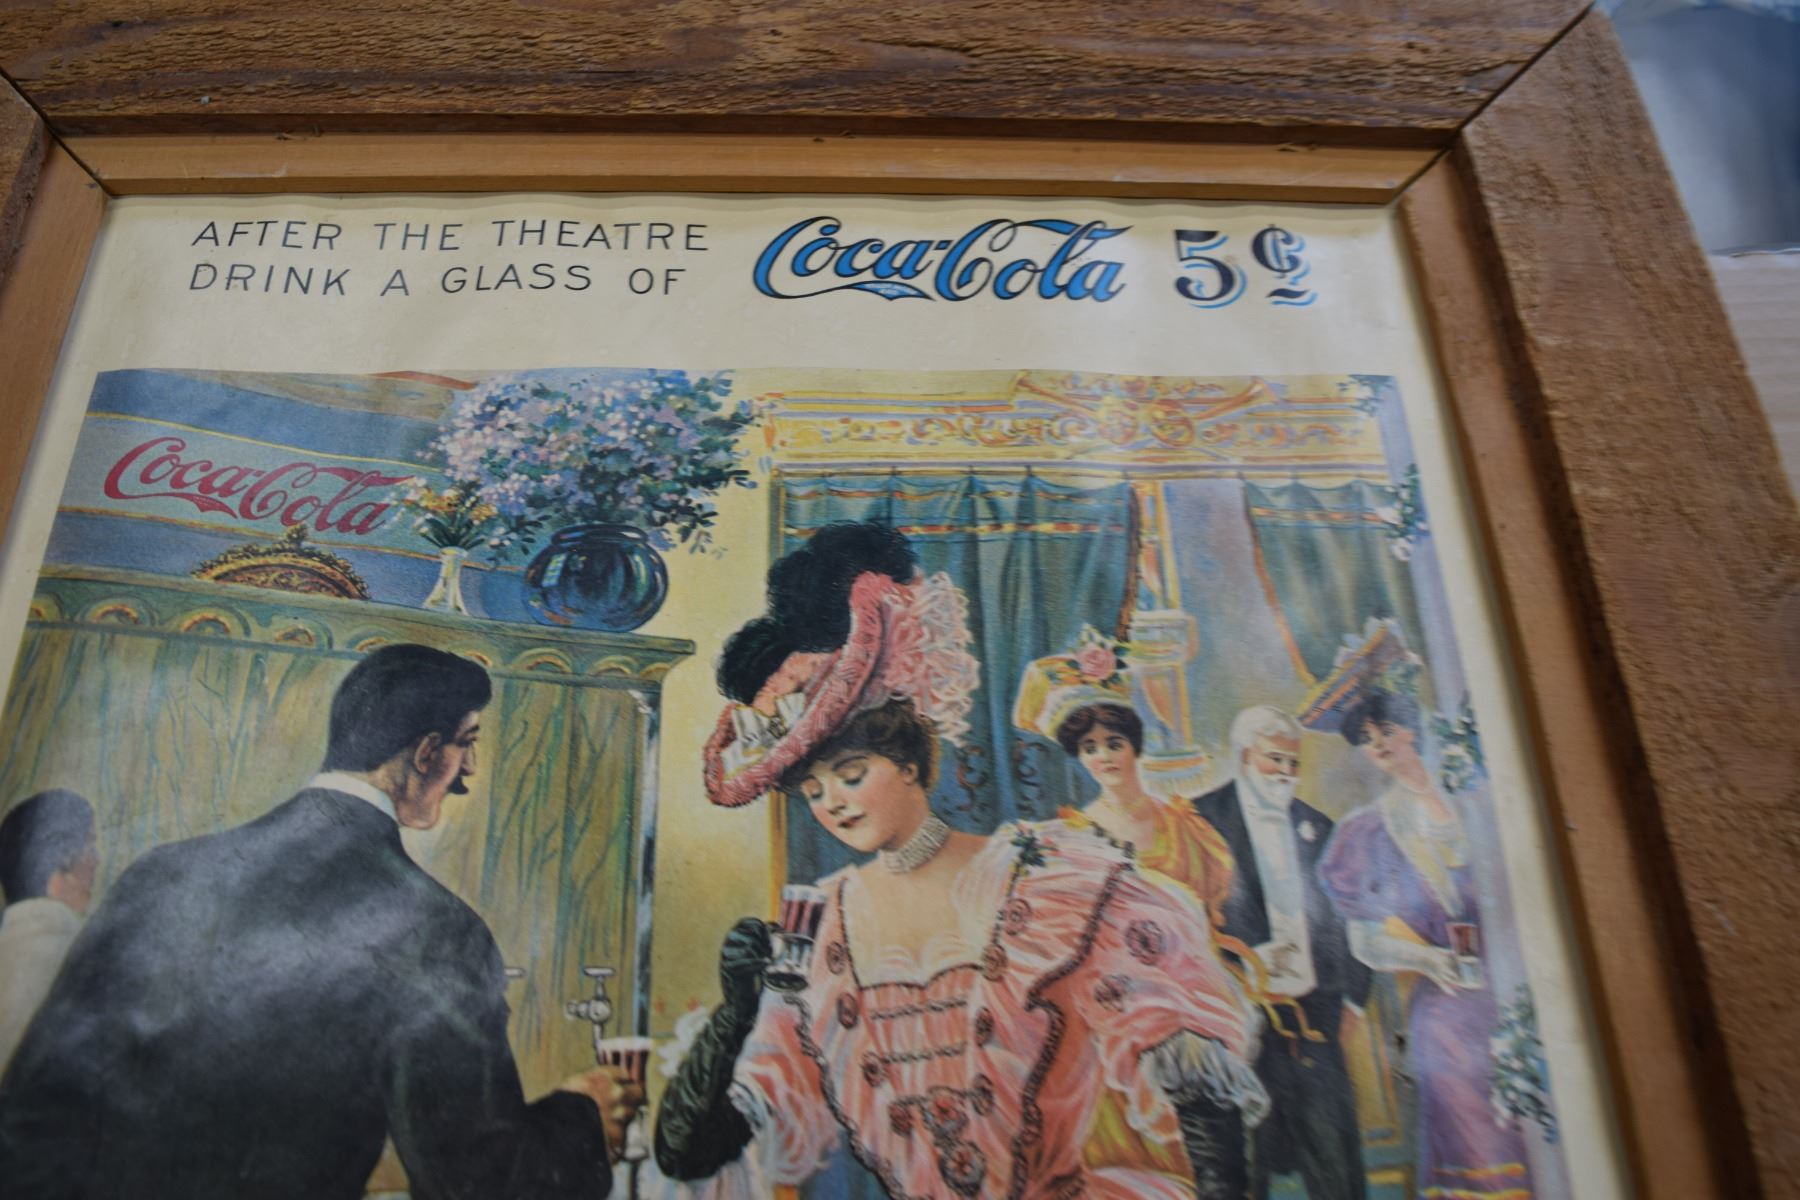 AFTER THE THEATRE
DRINK A GLASS OF Coca-Cola 5¢
Coca-Cola